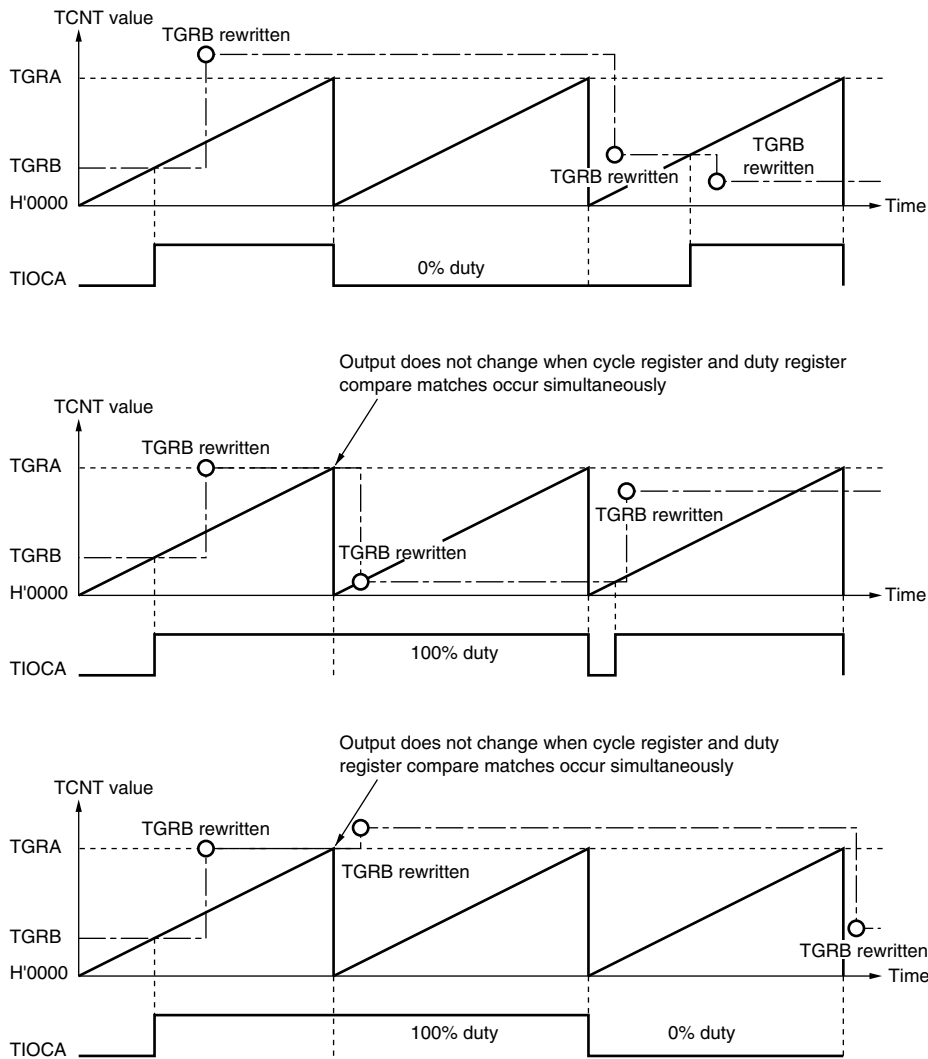 TCNT value
TGRB rewritten
TGRA
TGRB
rewritten
TGRB
TGRB rewritten
H'0000
Time
0% duty
TIOCA
Output does not change when cycle register and duty register
compare matches occur simultaneously
TCNT value
TGRB rewritten
TGRA
TGRB rewritten
TGRB rewritten
TGRB
H'0000
Time
100% duty
TIOCA
Output does not change when cycle register and duty
register compare matches occur simultaneously
TCNT value
TGRB rewritten
TGRA
TGRB rewritten
TGRB
TGRB rewritten
H'0000
Time
100% duty
0% duty
TIOCA